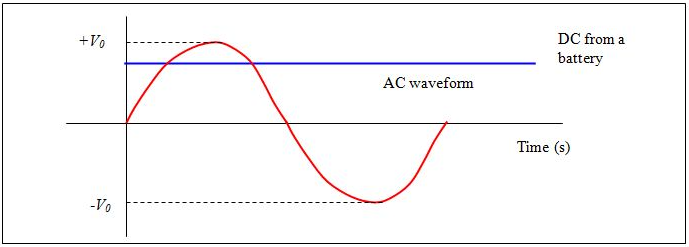 +V₀
DC from a
battery
AC waveform
Time (s)
-V₀